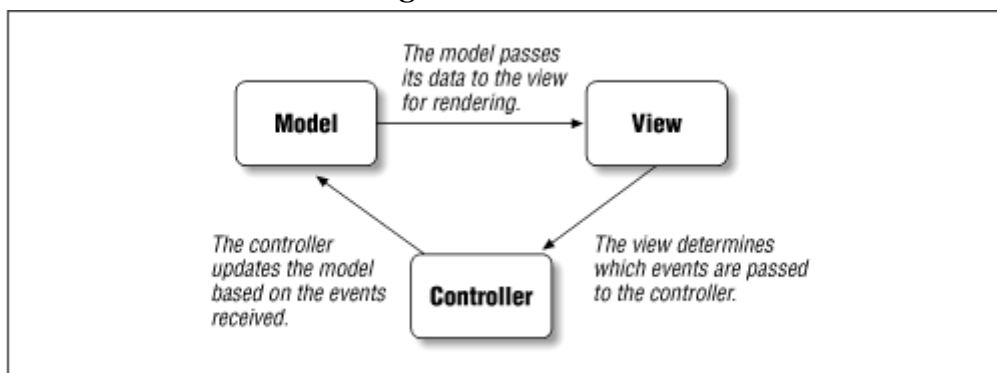 The model passes
its data to the view
for rendering.
Model
View
The controller
updates the model
based on the events
received.
Controller
The view determines
which events are passed
to the controller.